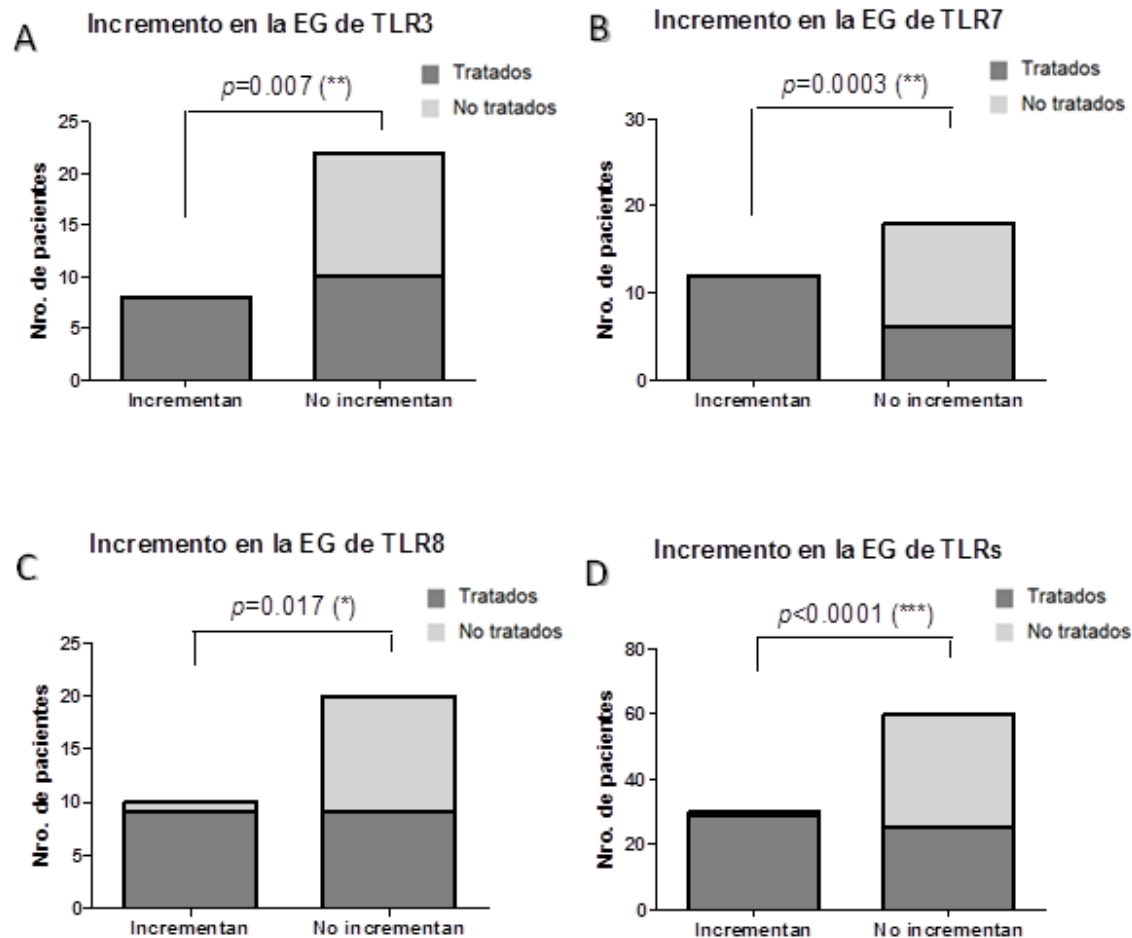 A
Incremento en la EG de TLR3
Tratados
No tratados
p=0.007 (**)
Nro. de pacientes
25
20
15
10
5
0
Incrementan
No incrementan
B
Incremento en la EG de TLR7
Tratados
No tratados
p=0.0003 (**)
Nro. de pacientes
30
20
10
0
Incrementan
No incrementan
C
Incremento en la EG de TLR8
Tratados
No tratados
p=0.017 (*)
Nro. de pacientes
25
20
15
10
5
0
Incrementan
No incrementan
D
Incremento en la EG de TLRs
Tratados
No tratados
p<0.0001 (***)
Nro. de pacientes
80
60
40
20
0
Incrementan
No incrementan